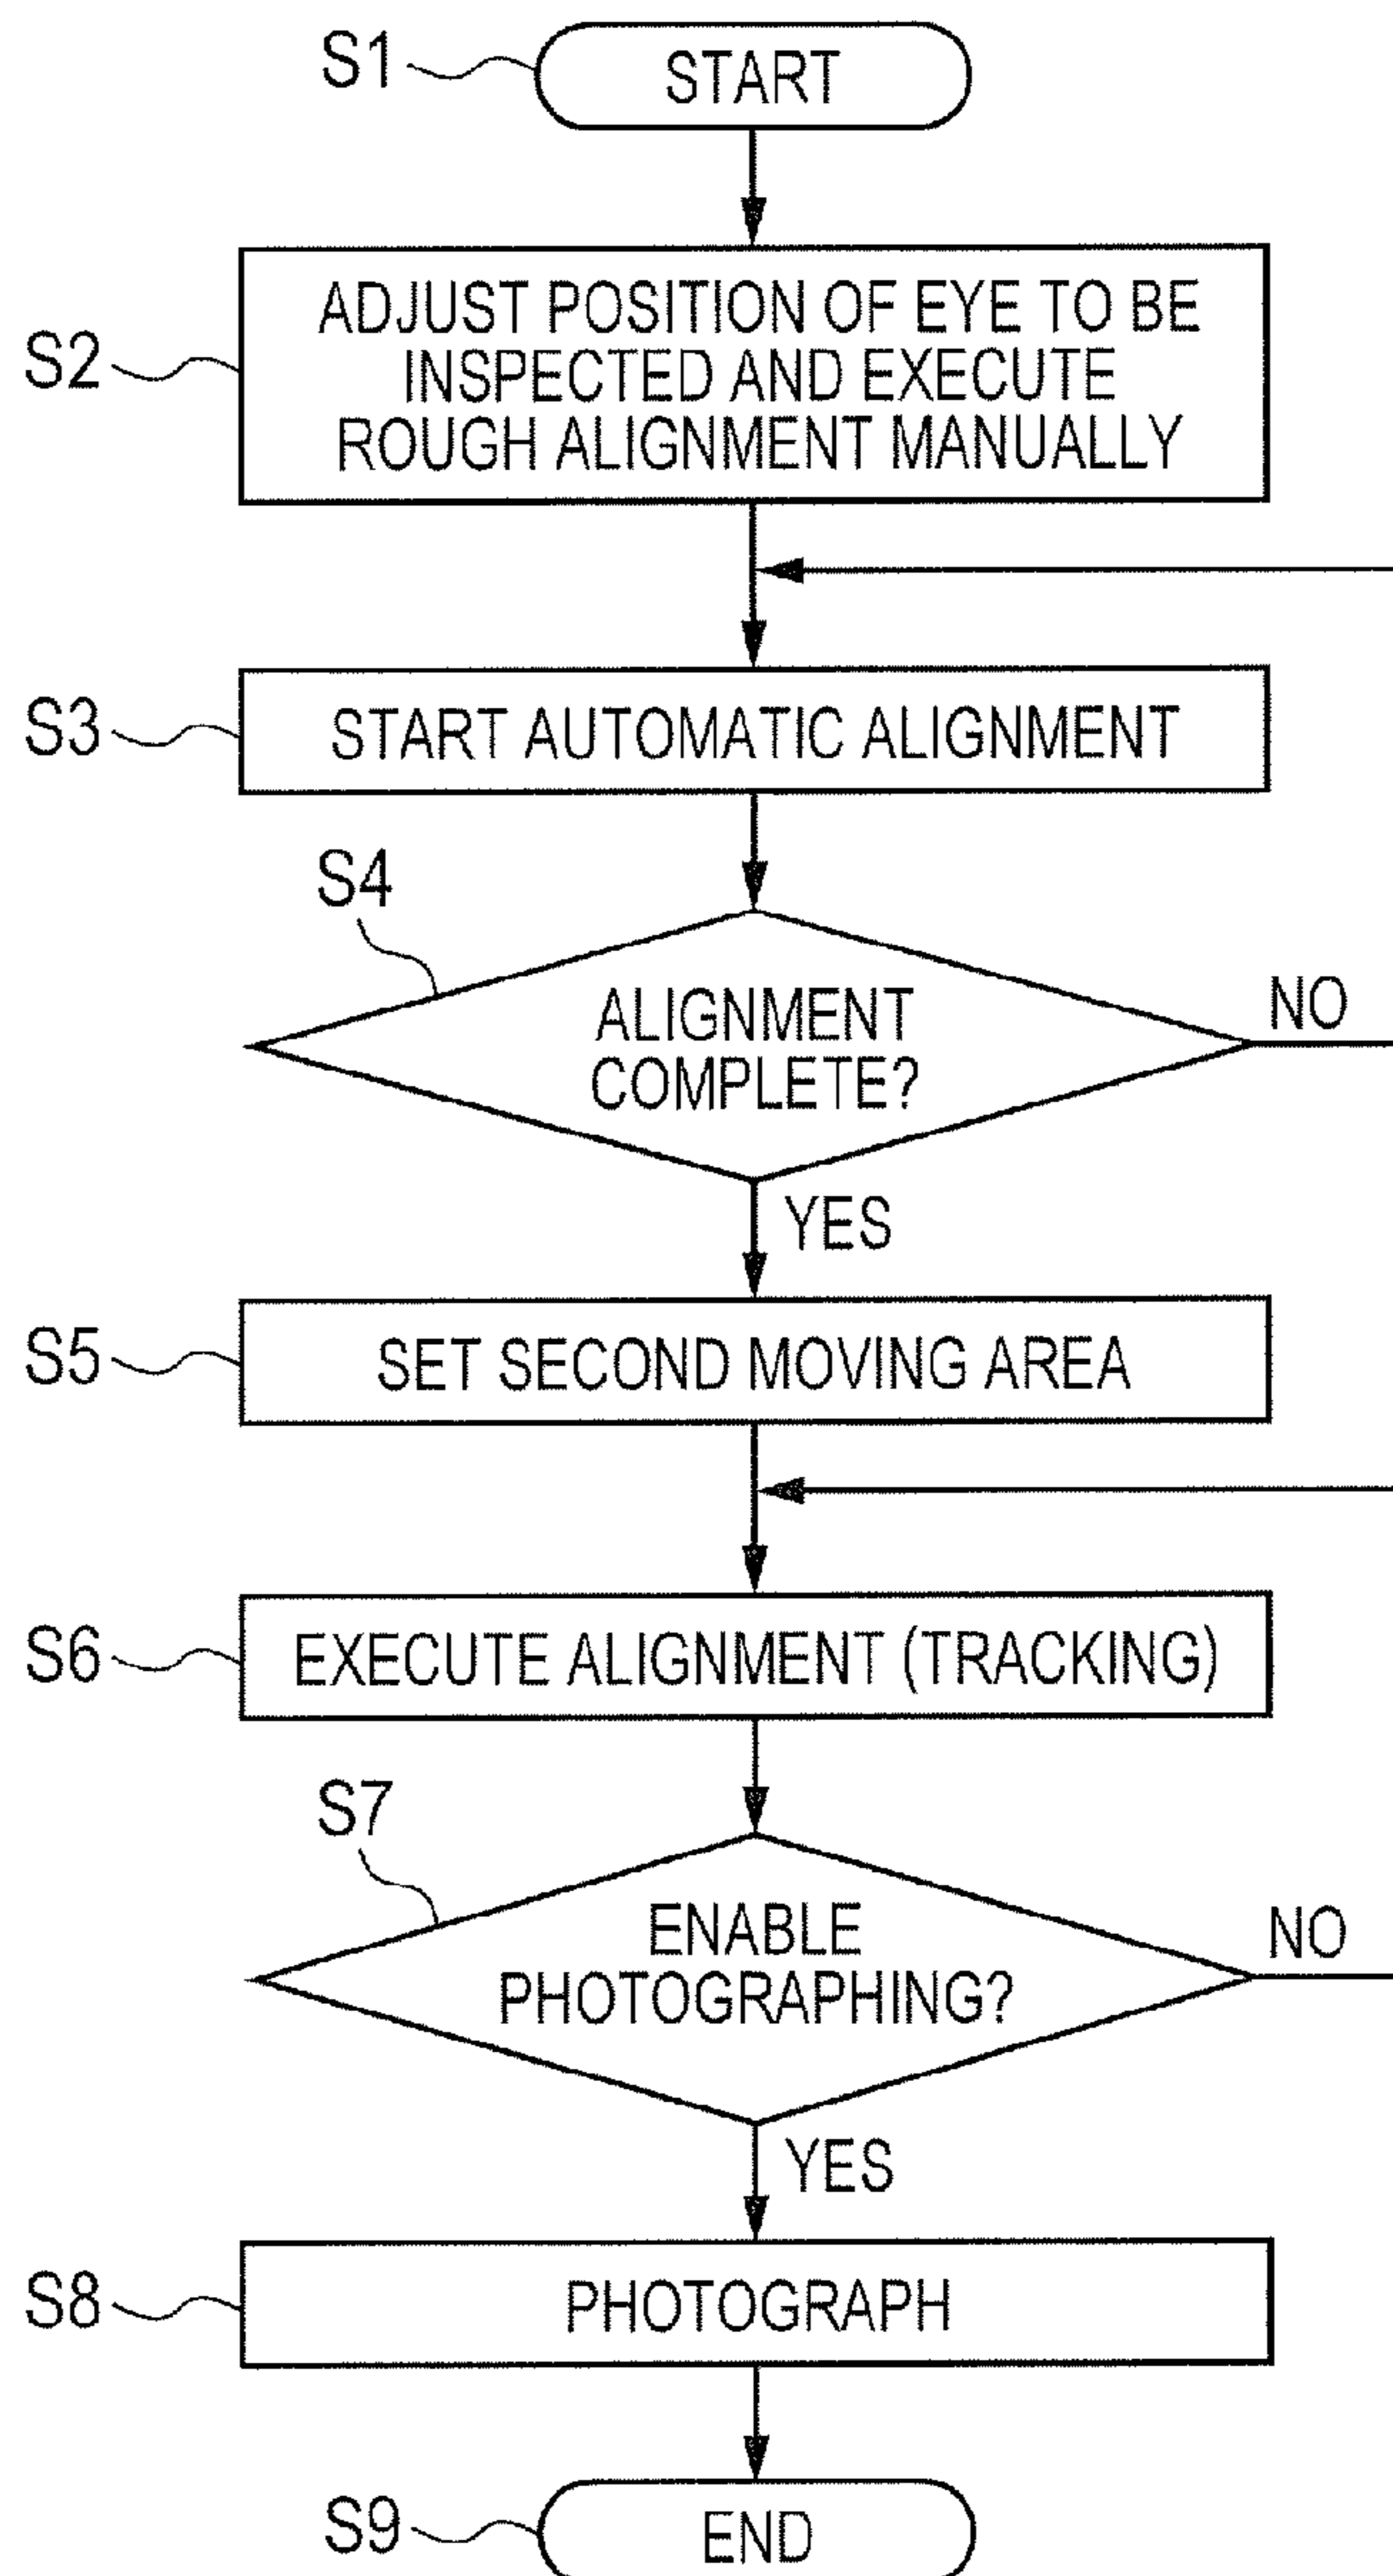 S1
START
S2
ADJUST POSITION OF EYE TO BE
INSPECTED AND EXECUTE
ROUGH ALIGNMENT MANUALLY
S3
START AUTOMATIC ALIGNMENT
S4
ALIGNMENT
COMPLETE?
NO
YES
S5
SET SECOND MOVING AREA
S6
EXECUTE ALIGNMENT (TRACKING)
S7
ENABLE
PHOTOGRAPHING?
NO
YES
S8
PHOTOGRAPH
S9
END